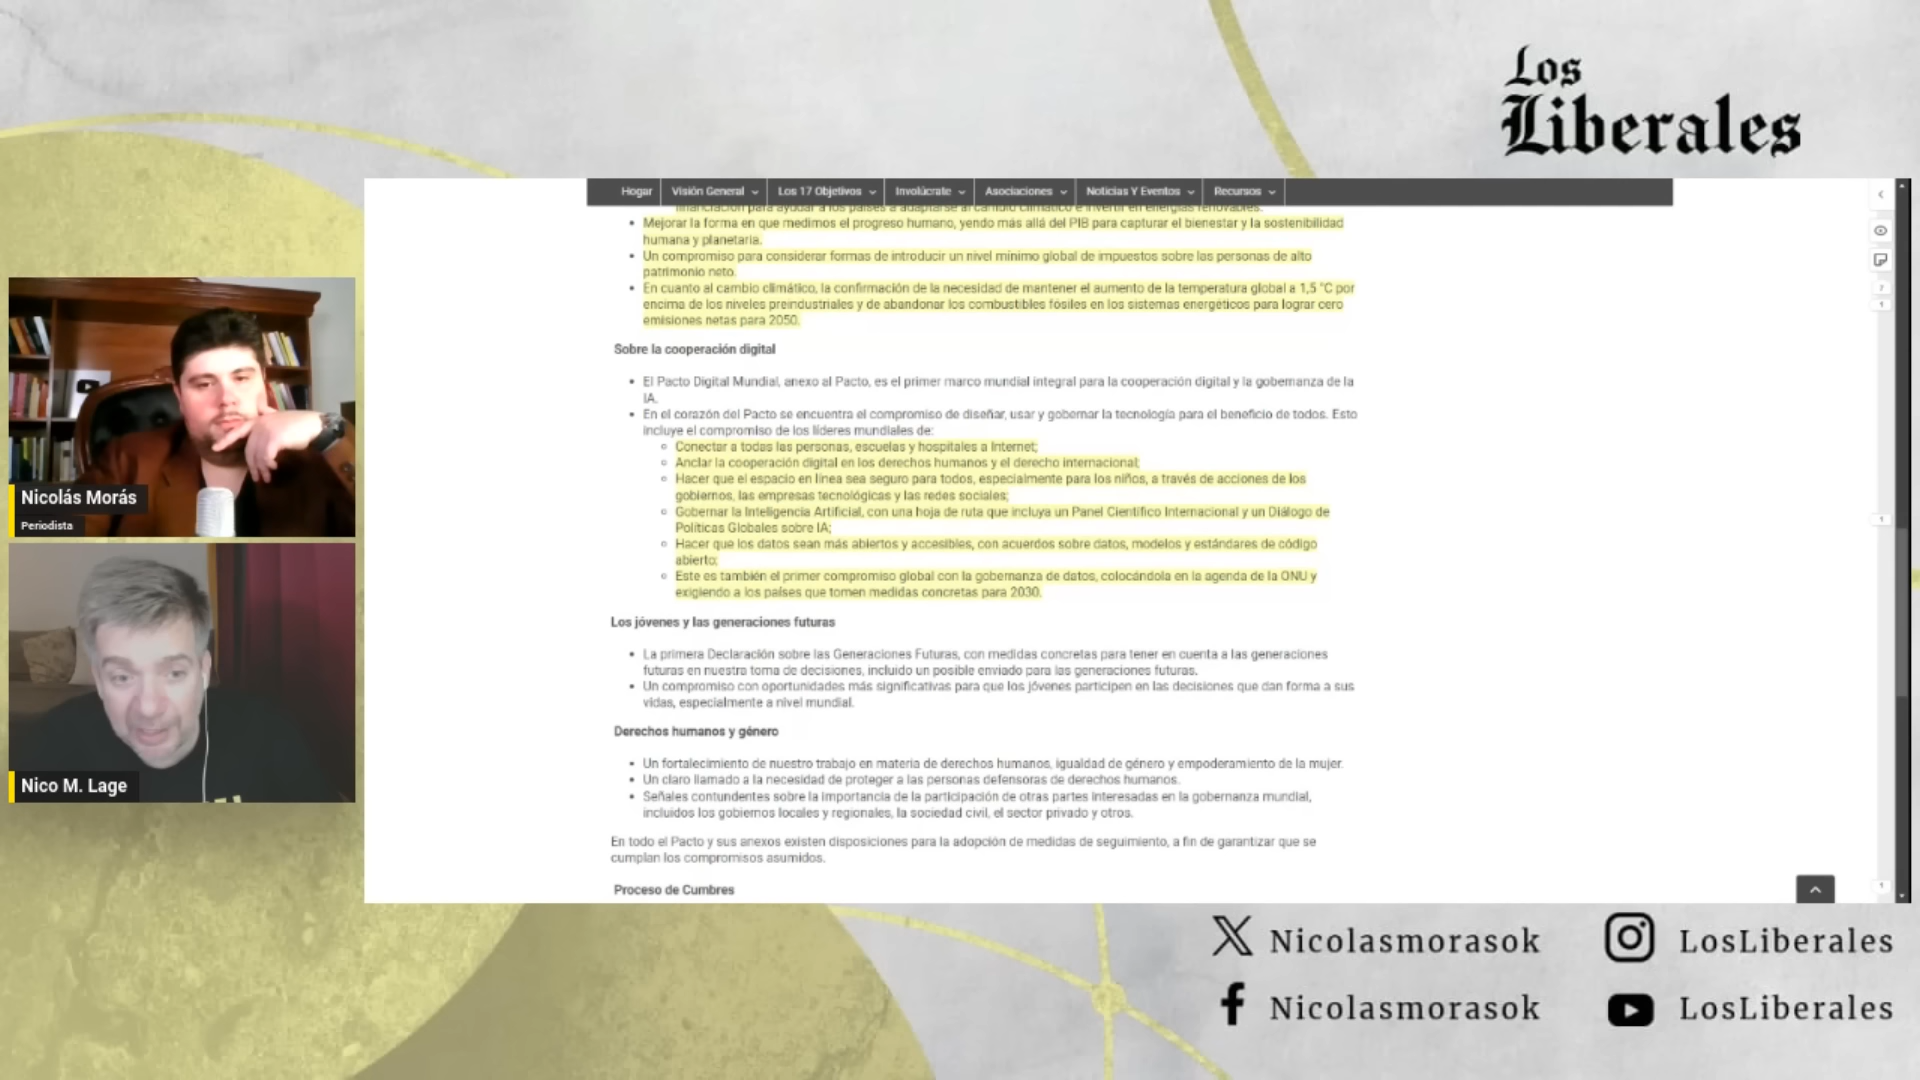 Los
Liberales
Hogar Visión General Los 17 Objetivos Involúcrate Asociaciones Noticias Y Eventos Recursos
financiación para ayudar a los países a adaptarse al cambio climático e invertir en energías renovables.
Mejorar la forma en que medimos el progreso humano, yendo más allá del PIB para capturar el bienestar y la sostenibilidad
humana y planetaria.
Un compromiso para considerar formas de introducir un nivel mínimo global de impuestos sobre las personas de alto
patrimonio neto.
En cuanto al cambio climático, la confirmación de la necesidad de mantener el aumento de la temperatura global a 1,5 °C por
encima de los niveles preindustriales y de abandonar los combustibles fósiles en los sistemas energéticos para lograr cero
emisiones netas para 2050.
Sobre la cooperación digital
El Pacto Digital Mundial, anexo al Pacto, es el primer marco mundial integral para la cooperación digital y la gobernanza de la
IA.
En el corazón del Pacto se encuentra el compromiso de diseñar, usar y gobernar la tecnología para el beneficio de todos. Esto
incluye el compromiso de los líderes mundiales de:
Conectar a todas las personas, escuelas y hospitales a Internet;
Anclar la cooperación digital en los derechos humanos y el derecho internacional;
Hacer que el espacio en línea sea seguro para todos, especialmente para los niños, a través de acciones de los
gobiernos, las empresas tecnológicas y las redes sociales;
Gobernar la Inteligencia Artificial, con una hoja de ruta que incluya un Panel Científico Internacional y un Diálogo de
Políticas Globales sobre IA;
Hacer que los datos sean más abiertos y accesibles, con acuerdos sobre datos, modelos y estándares de código
abierto;
Este es también el primer compromiso global con la gobernanza de datos, colocándola en la agenda de la ONU y
exigiendo a los países que tomen medidas concretas para 2030.
Los jóvenes y las generaciones futuras
La primera Declaración sobre las Generaciones Futuras, con medidas concretas para tener en cuenta a las generaciones
futuras en nuestra toma de decisiones, incluido un posible enviado para las generaciones futuras.
Un compromiso con oportunidades más significativas para que los jóvenes participen en las decisiones que dan forma a sus
vidas, especialmente a nivel mundial.
Derechos humanos y género
Un fortalecimiento de nuestro trabajo en materia de derechos humanos, igualdad de género y empoderamiento de la mujer.
Un claro llamado a la necesidad de proteger a las personas defensoras de derechos humanos.
Señales contundentes sobre la importancia de la participación de otras partes interesadas en la gobernanza mundial,
incluidos los gobiernos locales y regionales, la sociedad civil, el sector privado y otros.
En todo el Pacto y sus anexos existen disposiciones para la adopción de medidas de seguimiento, a fin de garantizar que se
cumplan los compromisos asumidos.
Proceso de Cumbres
Nicolás Morás
Periodista
Nico M. Lage
Nicolasmorasok
LosLiberales
Nicolasmorasok
LosLiberales